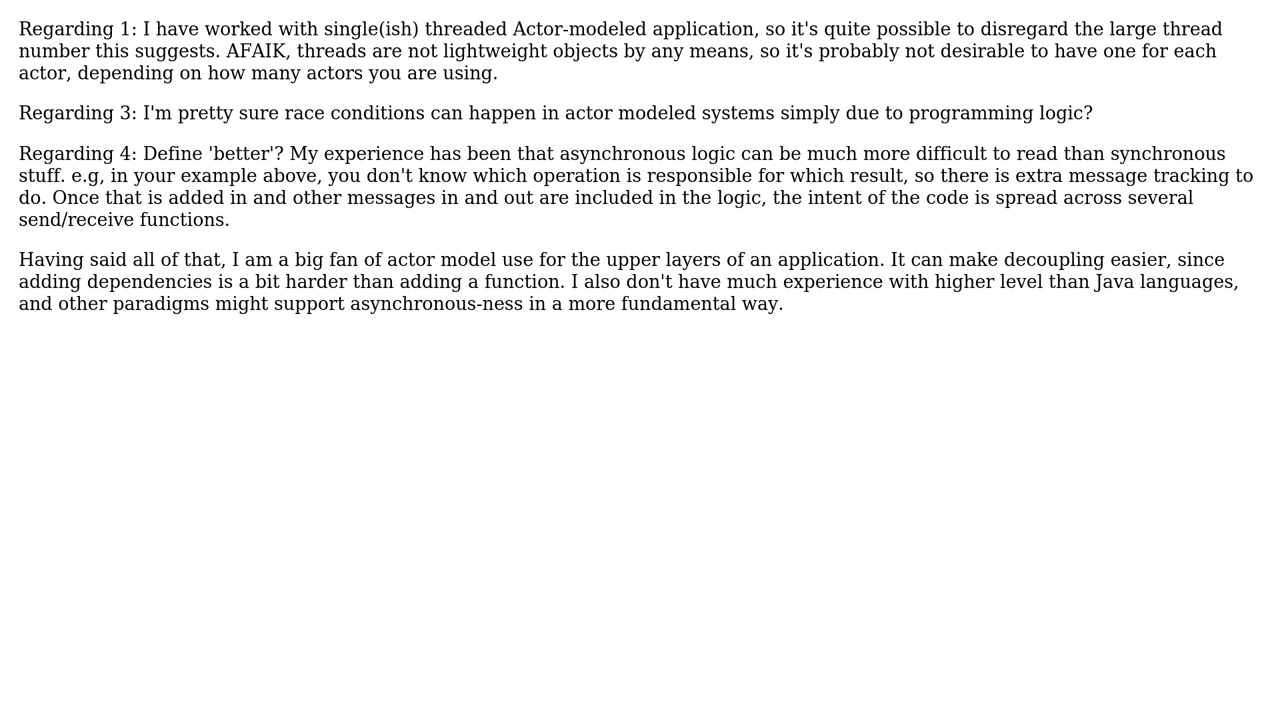 Regarding 1: I have worked with single(ish) threaded Actor-modeled application, so it's quite possible to disregard the large thread
number this suggests. AFAIK, threads are not lightweight objects by any means, so it's probably not desirable to have one for each
actor, depending on how many actors you are using.
Regarding 3: I'm pretty sure race conditions can happen in actor modeled systems simply due to programming logic?
Regarding 4: Define 'better'? My experience has been that asynchronous logic can be much more difficult to read than synchronous
stuff. e.g, in your example above, you don't know which operation is responsible for which result, so there is extra message tracking to
do. Once that is added in and other messages in and out are included in the logic, the intent of the code is spread across several
send/receive functions.
Having said all of that, I am a big fan of actor model use for the upper layers of an application. It can make decoupling easier, since
adding dependencies is a bit harder than adding a function. I also don't have much experience with higher level than Java languages,
and other paradigms might support asynchronous-ness in a more fundamental way.